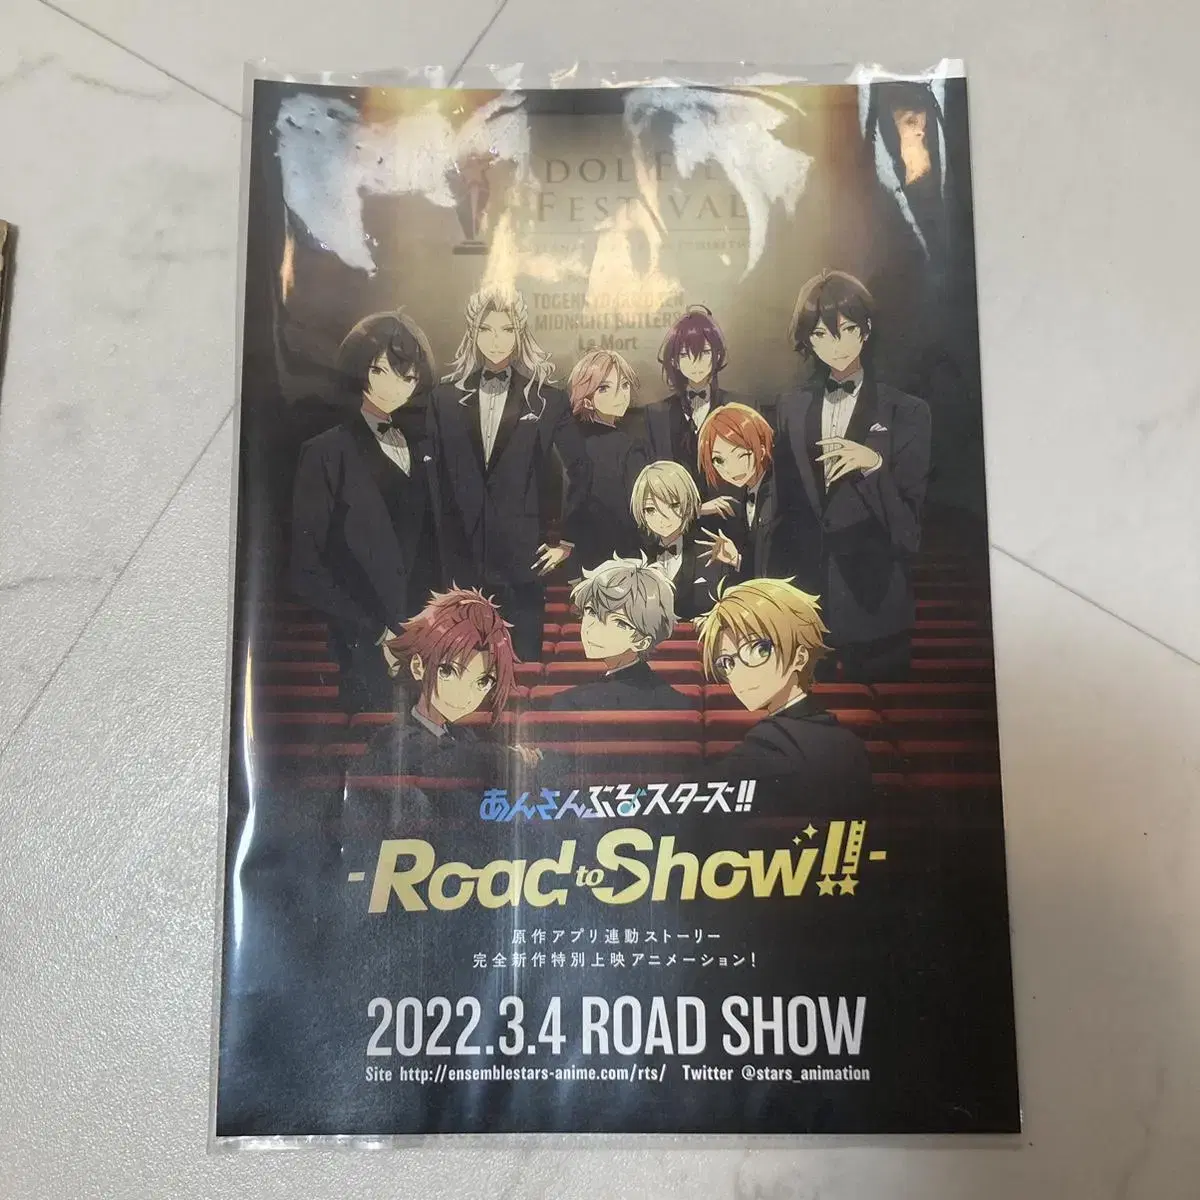 IDOL FILM
FESTIVAL
MIDNIGHT BUTLERS
Le Mort
あんさんぶるスターズ!!
-Road to Show!!-
原作アプリ連動ストーリー
完全新作特別上映アニメーション!
2022.3.4 ROAD SHOW
Site http://ensemblestars-anime.com/rts/ Twitter @stars_animation